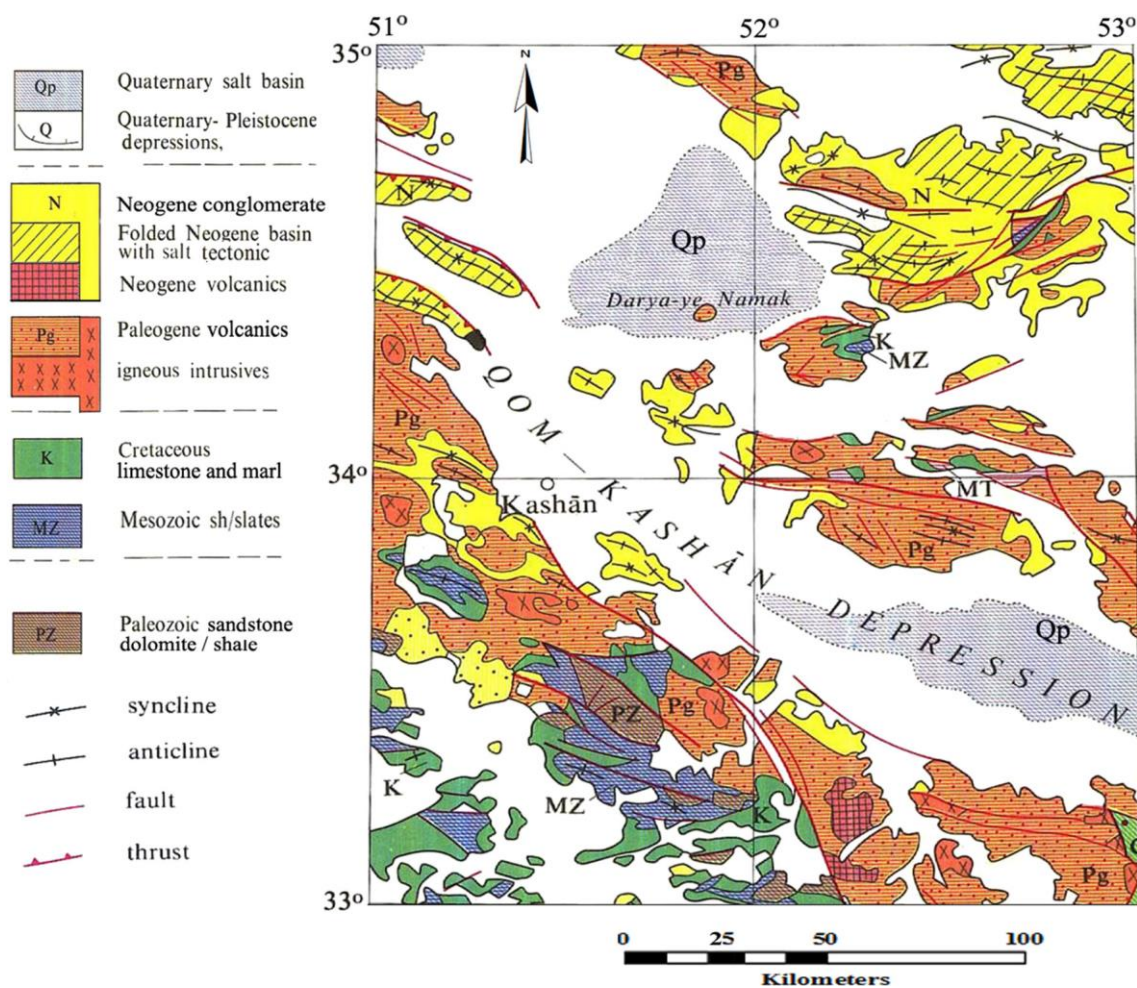 51°
52°
53°
35°
34°
33°
N
Qp
Quaternary salt basin
Q
Quaternary- Pleistocene
depressions,
N
Neogene conglomerate
Folded Neogene basin
with salt tectonic
Neogene volcanics
Pg
Paleogene volcanics
igneous intrusives
K
Cretaceous
limestone and marl
MZ
Mesozoic sh/slates
PZ
Paleozoic sandstone
dolomite / shale
syncline
anticline
fault
thrust
Pg
N
N
Qp
Darya-ye Namak
K
MZ
QOM—KASHĀN DEPRESSION
Pg
Kashān
MT
Pg
Qp
PZ
Pg
K
MZ
K
Pg
0 25 50 100
Kilometers